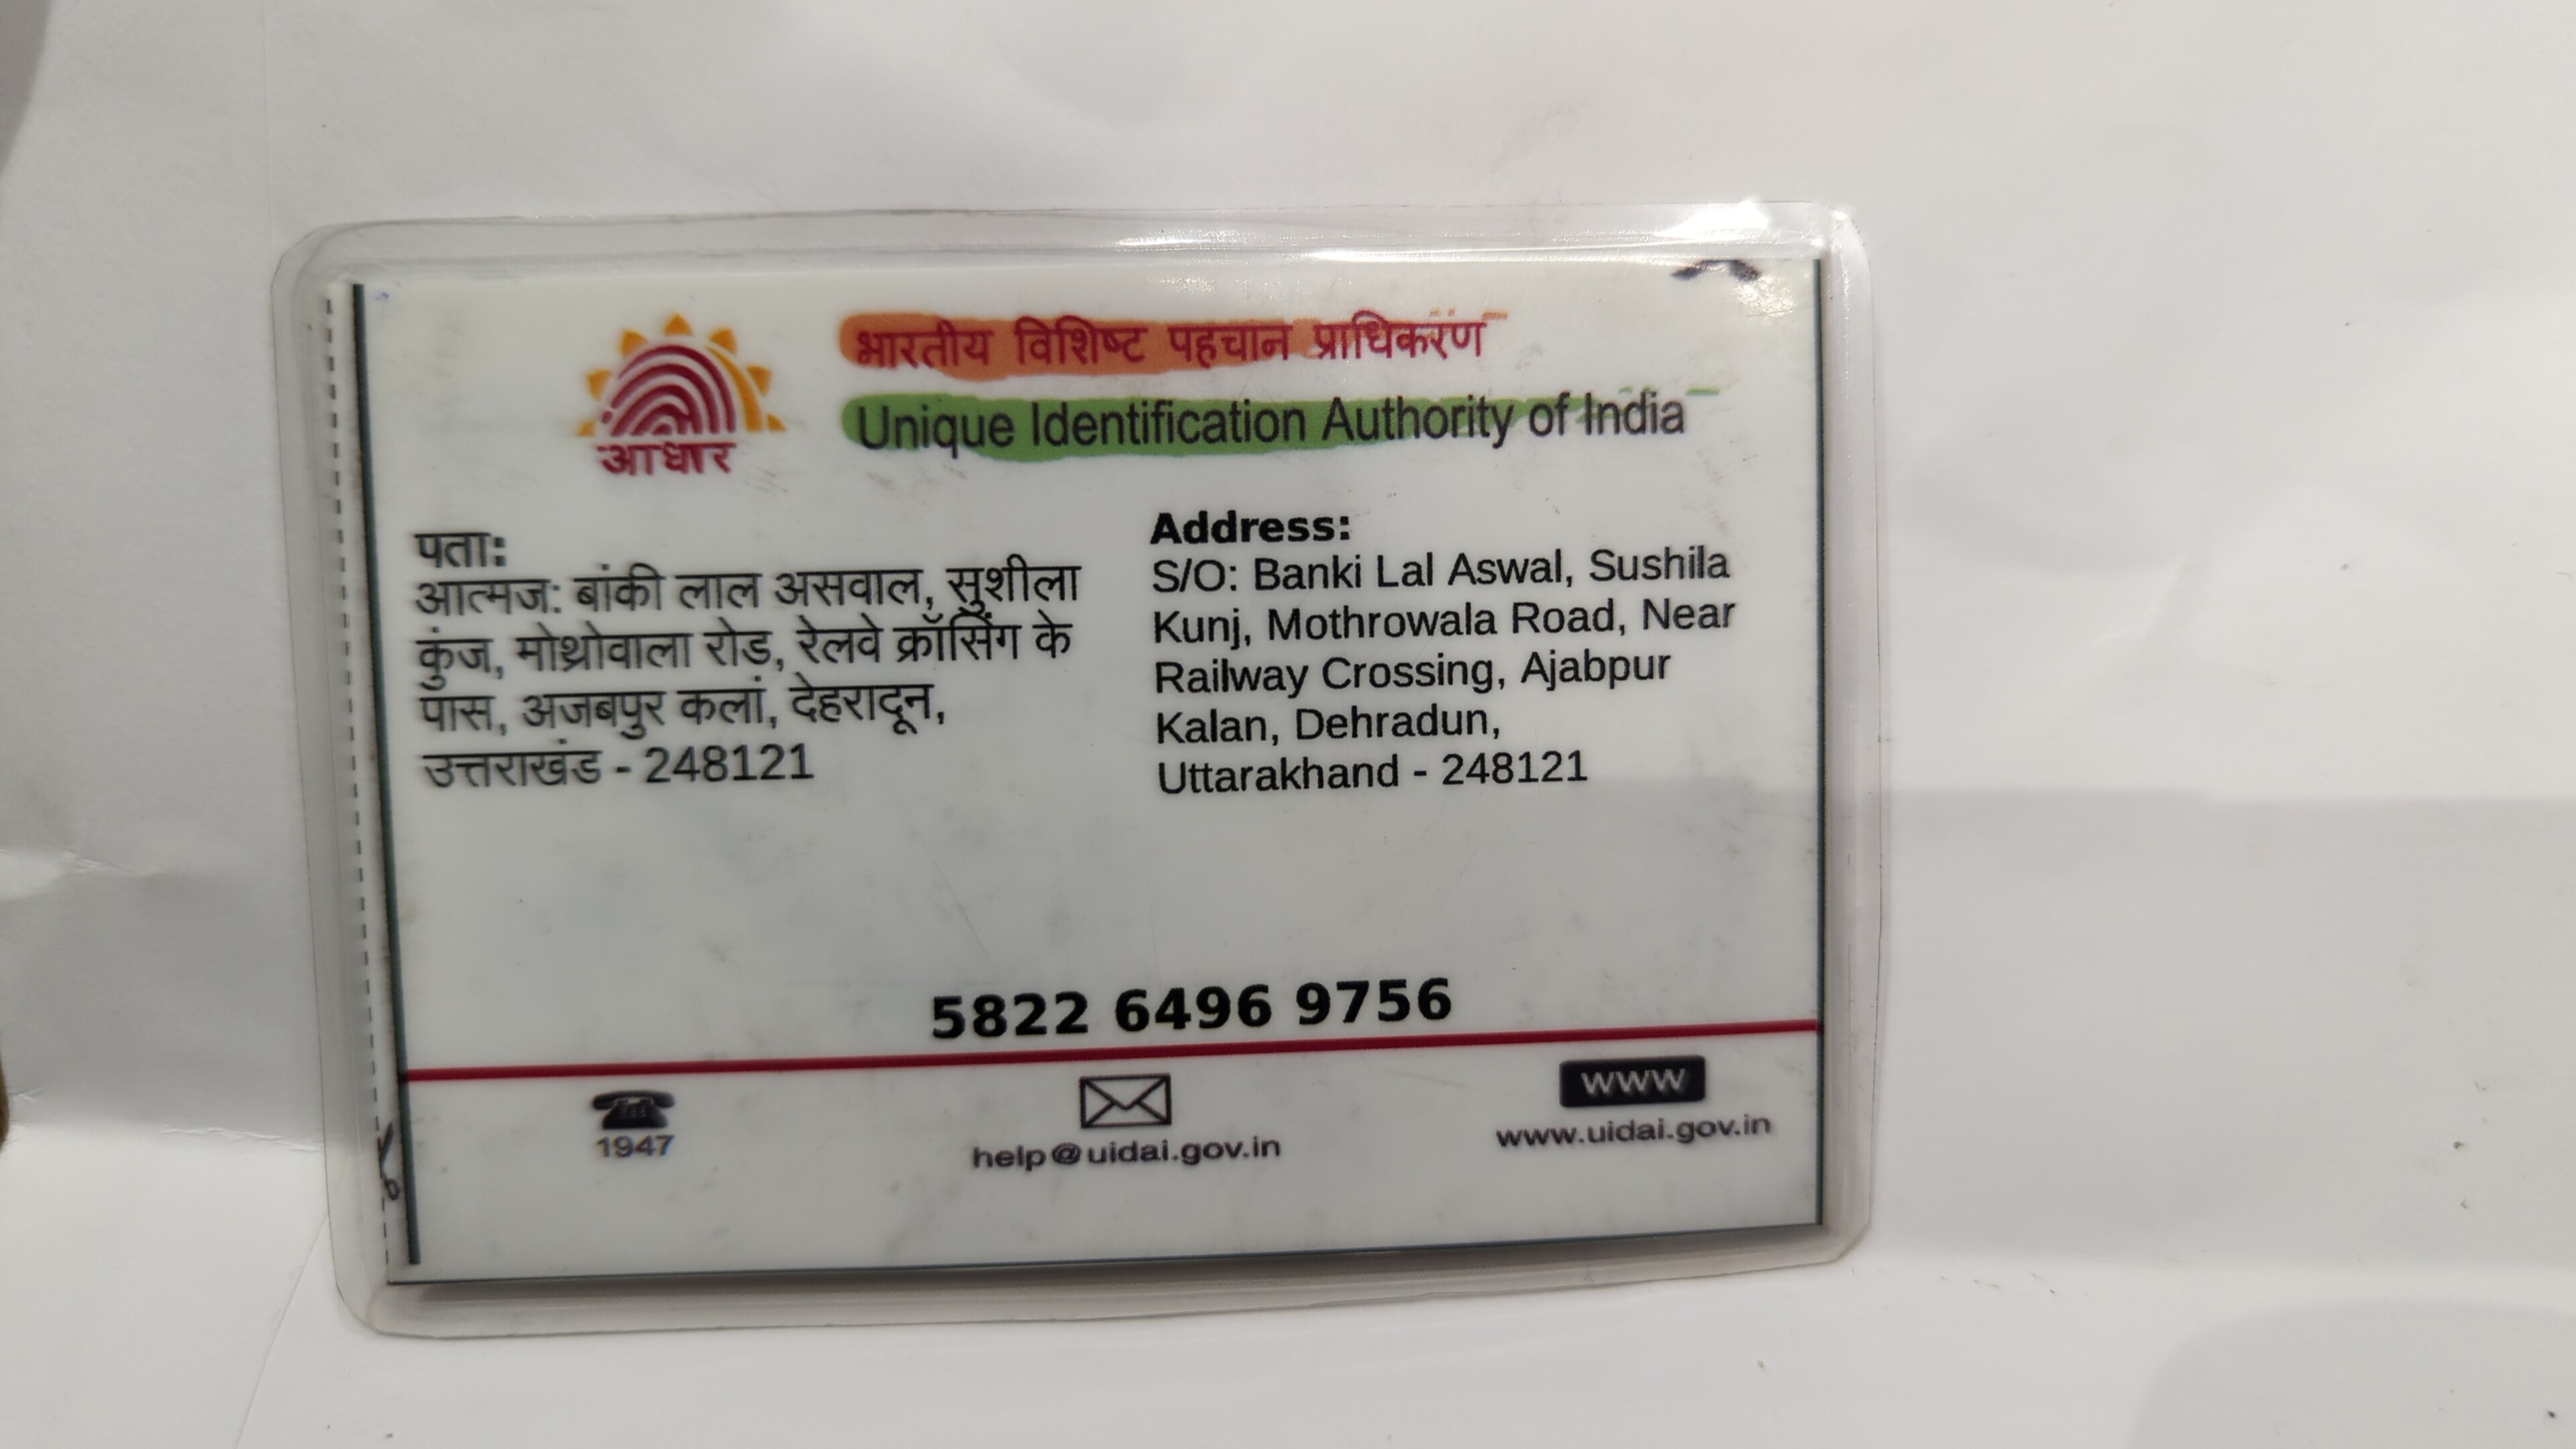 भारतीय विशिष्ट पहचान प्राधिकरण
Unique Identification Authority of India
आधार
पता:
आत्मज: बांकी लाल असवाल, सुशीला
कुंज, मोथ्रोवाला रोड, रेलवे क्रॉसिंग के
पास, अजबपुर कलां, देहरादून,
उत्तराखंड - 248121
Address:
S/O: Banki Lal Aswal, Sushila
Kunj, Mothrowala Road, Near
Railway Crossing, Ajabpur
Kalan, Dehradun,
Uttarakhand - 248121
5822 6496 9756
1947
help@uidai.gov.in
www
www.uidai.gov.in